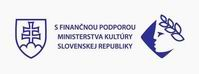 S FINANČNOU PODPOROU
MINISTERSTVA KULTÚRY
SLOVENSKEJ REPUBLIKY